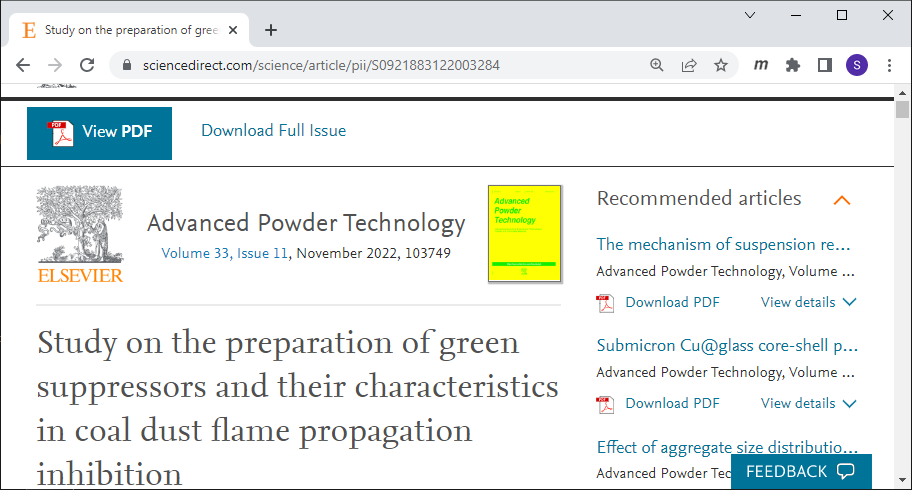 Study on the preparation of gree
sciencedirect.com/science/article/pii/S0921883122003284
m
S
View PDF
Download Full Issue
ELSEVIER
Advanced Powder Technology
Volume 33, Issue 11, November 2022, 103749
Advanced
Powder
Technology
Study on the preparation of green
suppressors and their characteristics
in coal dust flame propagation
inhibition
Recommended articles
The mechanism of suspension re...
Advanced Powder Technology, Volume ...
Download PDF View details
Submicron Cu@glass core-shell p...
Advanced Powder Technology, Volume ...
Download PDF View details
Effect of aggregate size distributio...
Advanced Powder Tec
FEEDBACK